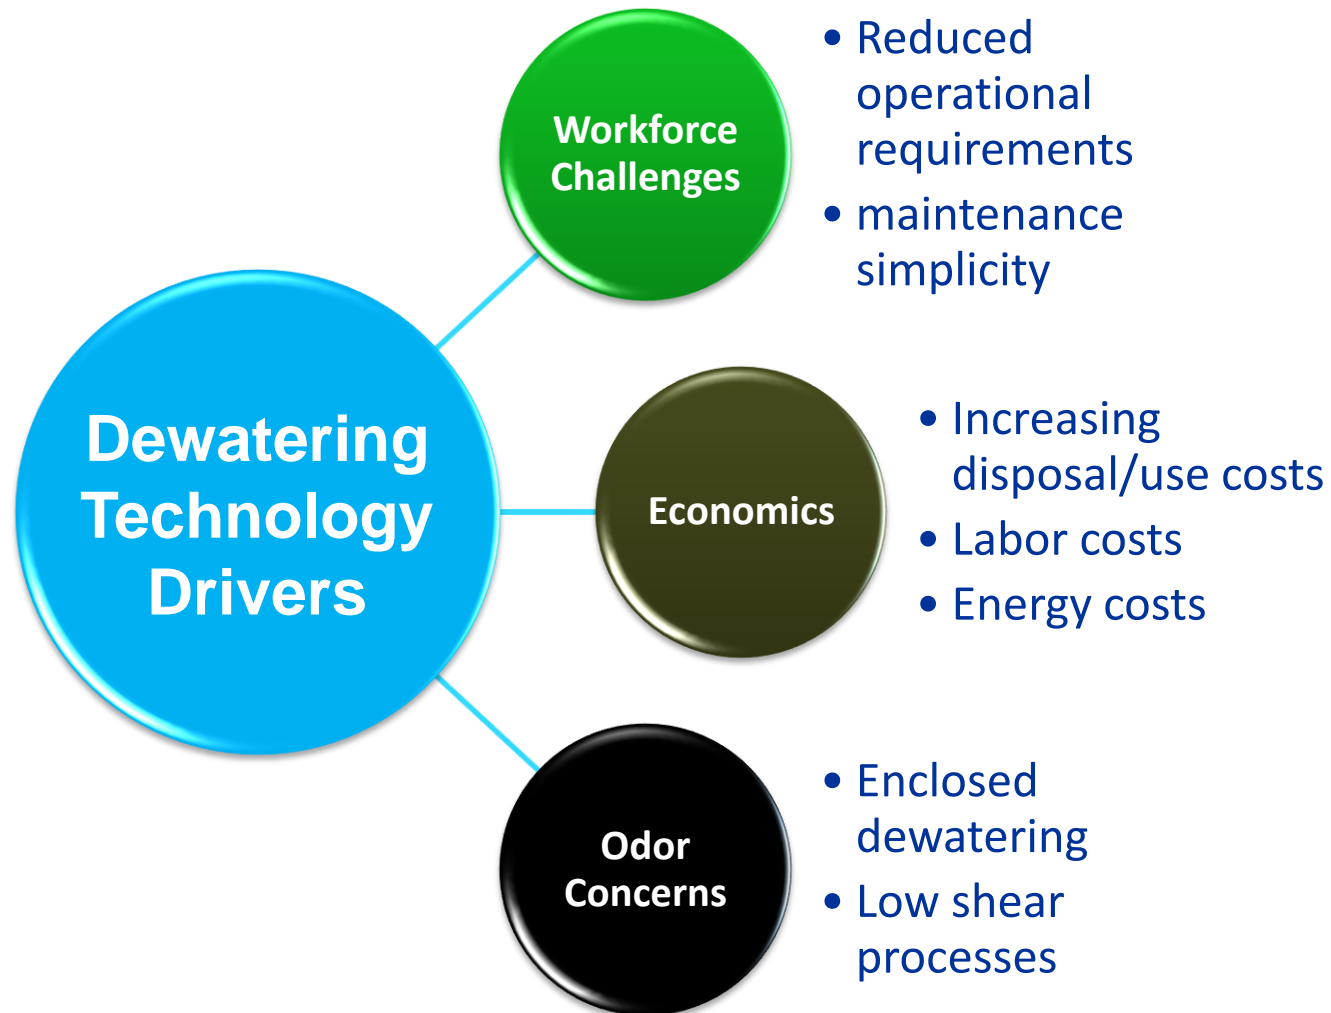 Dewatering
Technology
Drivers
Workforce
Challenges
• Reduced
operational
requirements
• maintenance
simplicity
Economics
• Increasing
disposal/use costs
• Labor costs
• Energy costs
Odor
Concerns
• Enclosed
dewatering
• Low shear
processes